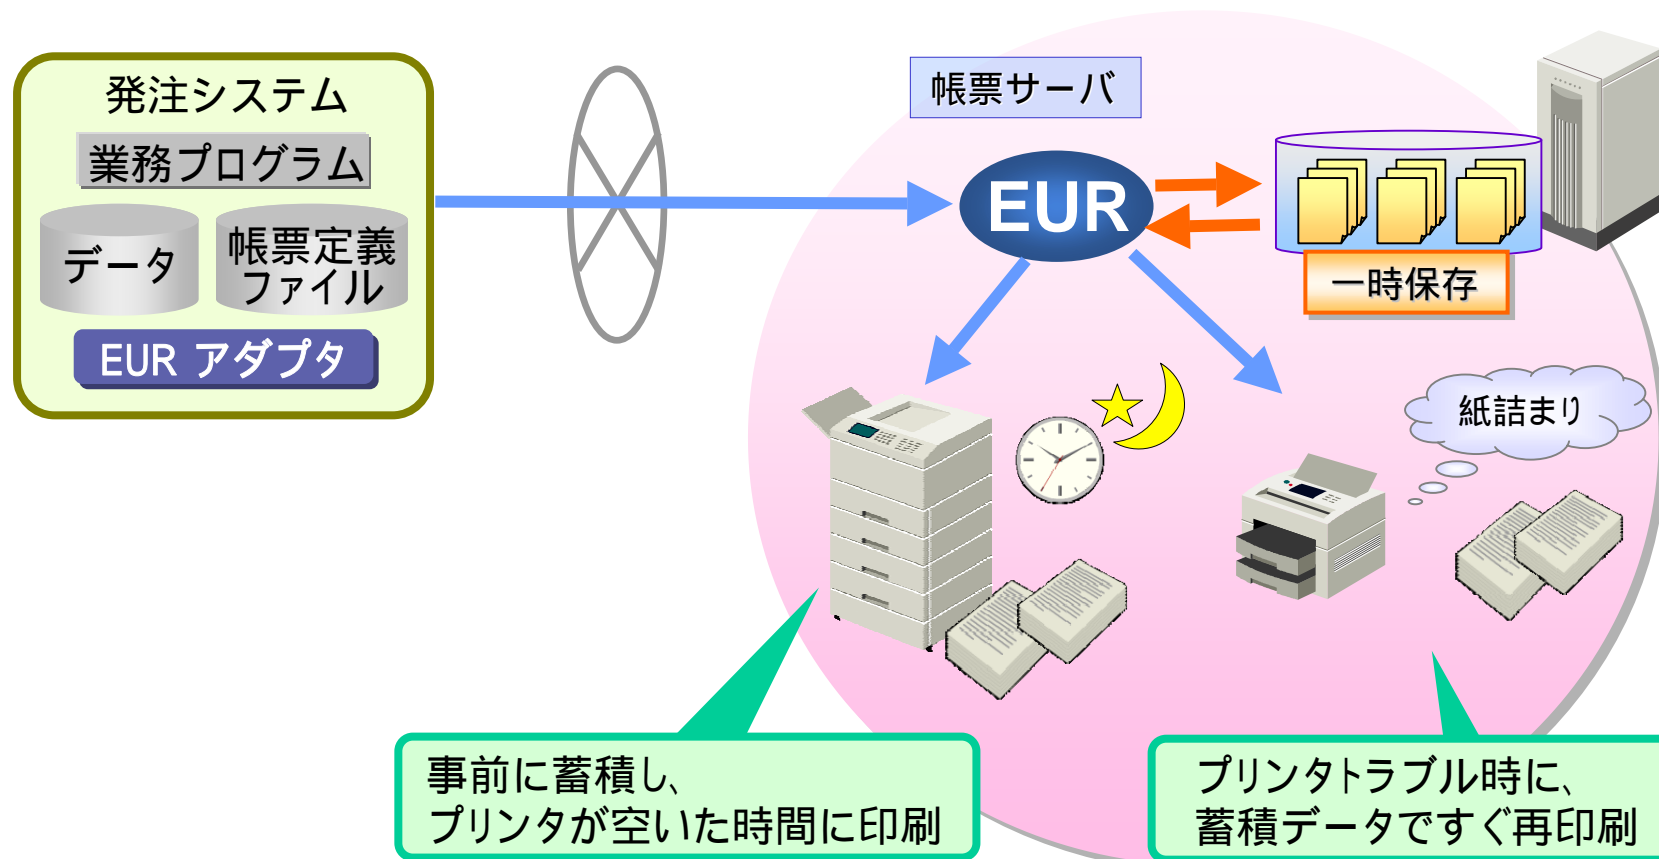 発注システム
業務プログラム
データ
帳票定義
ファイル
EUR アダプタ
帳票サーバ
EUR
一時保存
紙詰まり
事前に蓄積し、
プリンタが空いた時間に印刷
プリンタトラブル時に、
蓄積データですぐ再印刷